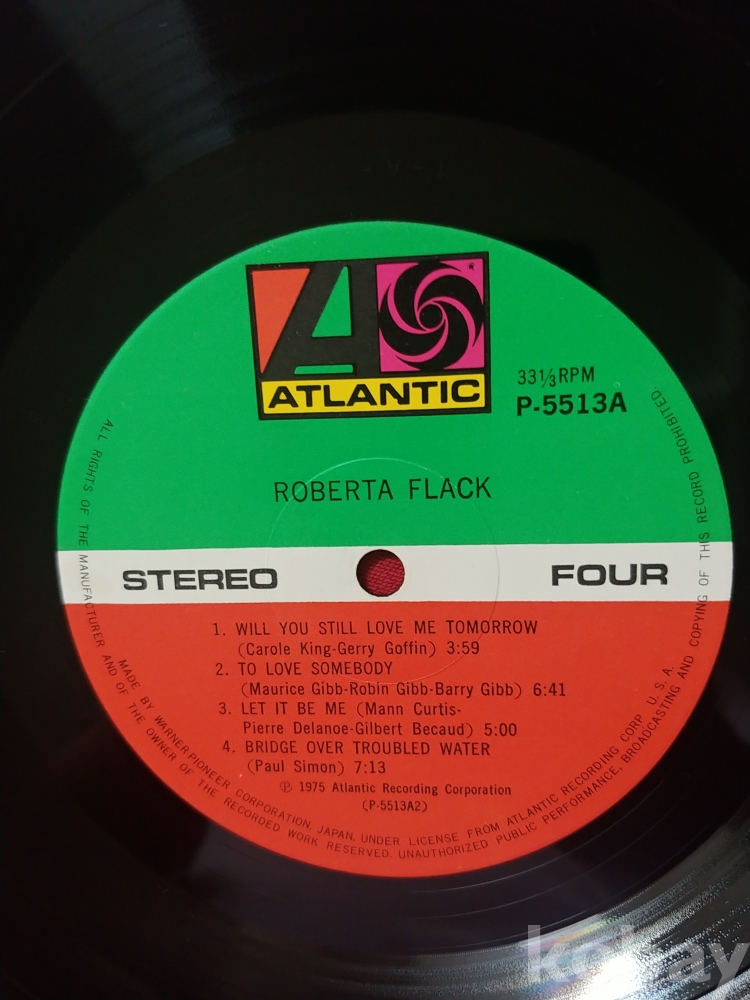 ATLANTIC
33⅓ RPM
P-5513A
ROBERTA FLACK
STEREO
FOUR
1. WILL YOU STILL LOVE ME TOMORROW
(Carole King-Gerry Goffin) 3:59
2. TO LOVE SOMEBODY
(Maurice Gibb-Robin Gibb-Barry Gibb) 6:41
3. LET IT BE ME (Mann Curtis-
Pierre Delanoe-Gilbert Becaud) 5:00
4. BRIDGE OVER TROUBLED WATER
(Paul Simon) 7:13
℗ 1975 Atlantic Recording Corporation
(P-5513A2)
MADE BY WARNER-PIONEER CORPORATION, JAPAN, UNDER LICENSE FROM ATLANTIC RECORDING CORP. U.S.A.
ALL RIGHTS OF THE MANUFACTURER AND OF THE OWNER OF THE RECORDED WORK RESERVED. UNAUTHORIZED PUBLIC PERFORMANCE, BROADCASTING AND COPYING OF THIS RECORD PROHIBITED.